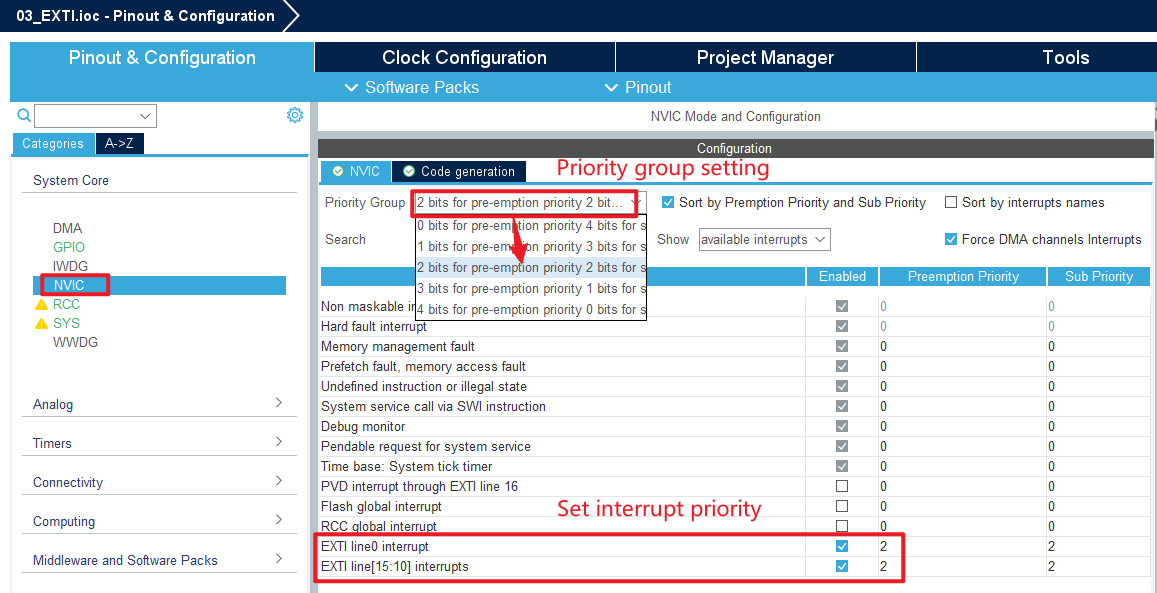 03_EXTI.ioc - Pinout & Configuration
Pinout & Configuration
Clock Configuration
Project Manager
Tools
Software Packs
Pinout
NVIC Mode and Configuration
Categories
A->Z
Configuration
System Core
NVIC
Code generation
Priority group setting
Priority Group
2 bits for pre-emption priority 2 bit...
Sort by Premption Priority and Sub Priority
Sort by interrupts names
0 bits for pre-emption priority 4 bits for s
1 bits for pre-emption priority 3 bits for s
2 bits for pre-emption priority 2 bits for s
3 bits for pre-emption priority 1 bits for s
4 bits for pre-emption priority 0 bits for s
Search
Show
available interrupts
Force DMA channels Interrupts
DMA
GPIO
IWDG
NVIC
RCC
SYS
WWDG
Analog
Timers
Connectivity
Computing
Middleware and Software Packs
Enabled Preemption Priority Sub Priority
Non maskable in 0 0
Hard fault interrupt 0 0
Memory management fault 0 0
Prefetch fault, memory access fault 0 0
Undefined instruction or illegal state 0 0
System service call via SWI instruction 0 0
Debug monitor 0 0
Pendable request for system service 0 0
Time base: System tick timer 0 0
PVD interrupt through EXTI line 16 0 0
Flash global interrupt 0 0
Set interrupt priority
RCC global interrupt 0 0
EXTI line0 interrupt 2 2
EXTI line[15:10] interrupts 2 2